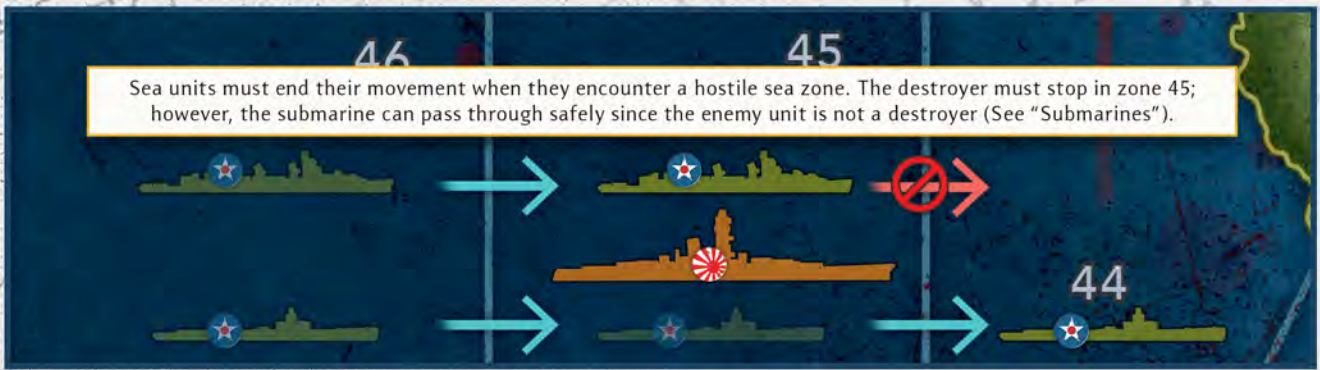 46
45
Sea units must end their movement when they encounter a hostile sea zone. The destroyer must stop in zone 45;
however, the submarine can pass through safely since the enemy unit is not a destroyer (See “Submarines”).
44